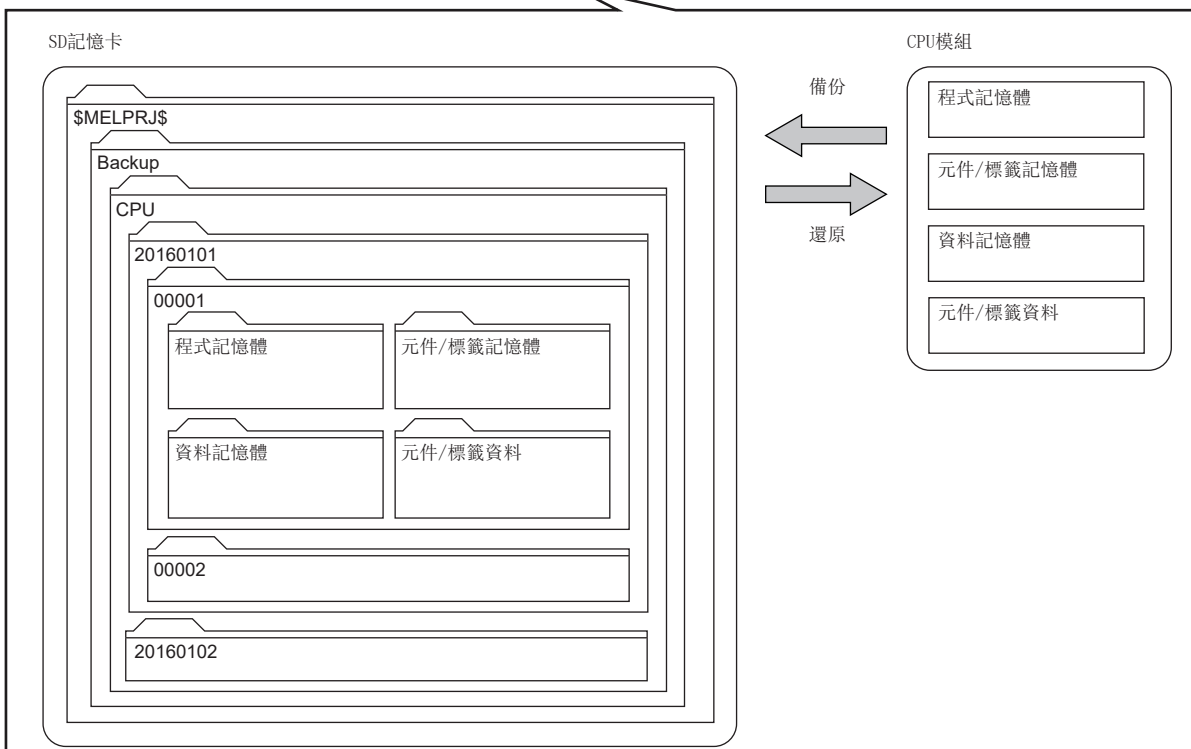 SD記憶卡
$MELPRJ$
Backup
CPU
20160101
00001
程式記憶體
元件/標籤記憶體
資料記憶體
元件/標籤資料
00002
20160102
備份
還原
CPU模組
程式記憶體
元件/標籤記憶體
資料記憶體
元件/標籤資料